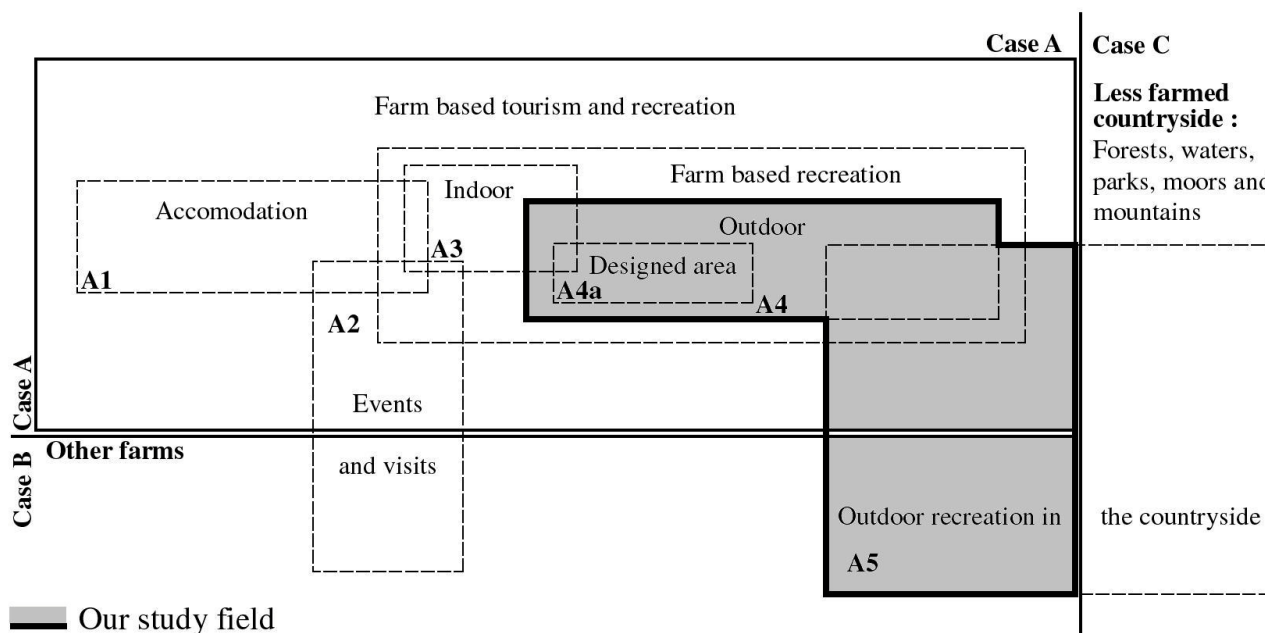 Case A
Case C
Farm based tourism and recreation
Less farmed
countryside :
Forests, waters,
parks, moors and
mountains
Farm based recreation
Indoor
Accomodation
Outdoor
A3
Designed area
A1
A4a
A4
A2
Case A
Events
Other farms
Case B
and visits
Outdoor recreation in
the countryside
A5
Our study field